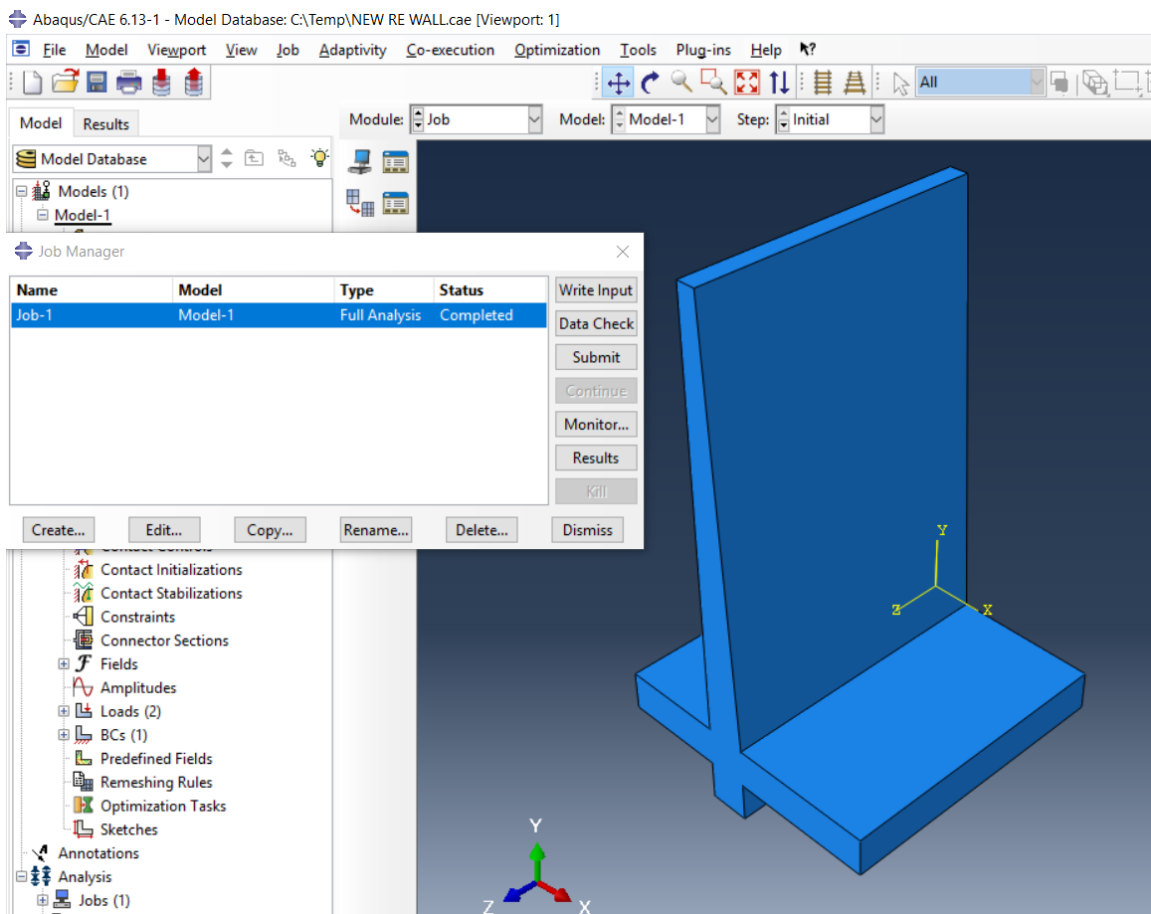 Abaqus/CAE 6.13-1 - Model Database: C:\Temp\NEW RE WALL.cae [Viewport: 1]
File Model Viewport View Job Adaptivity Co-execution Optimization Tools Plug-ins Help
All
Model Results
Module: Job Model: Model-1 Step: Initial
Model Database
Models (1)
Model-1
Job Manager
Name Model Type Status
Job-1 Model-1 Full Analysis Completed
Write Input
Data Check
Submit
Continue
Monitor...
Results
Kill
Create... Edit... Copy... Rename... Delete... Dismiss
Contact Controls
Contact Initializations
Contact Stabilizations
Constraints
Connector Sections
Fields
Amplitudes
Loads (2)
BCs (1)
Predefined Fields
Remeshing Rules
Optimization Tasks
Sketches
Annotations
Analysis
Jobs (1)
Y
Z X
Y
Z X